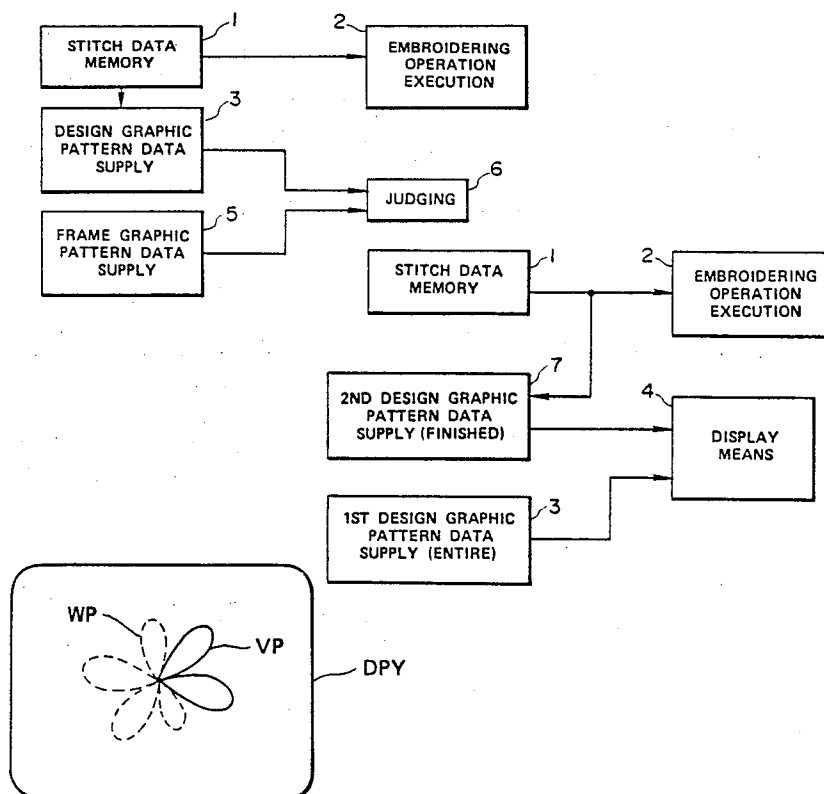 1
STITCH DATA
MEMORY
2
EMBROIDERING
OPERATION
EXECUTION
3
DESIGN GRAPHIC
PATTERN DATA
SUPPLY
5
FRAME GRAPHIC
PATTERN DATA
SUPPLY
6
JUDGING
1
STITCH DATA
MEMORY
2
EMBROIDERING
OPERATION
EXECUTION
7
2ND DESIGN GRAPHIC
PATTERN DATA
SUPPLY (FINISHED)
4
DISPLAY
MEANS
3
1ST DESIGN GRAPHIC
PATTERN DATA
SUPPLY (ENTIRE)
WP
VP
DPY